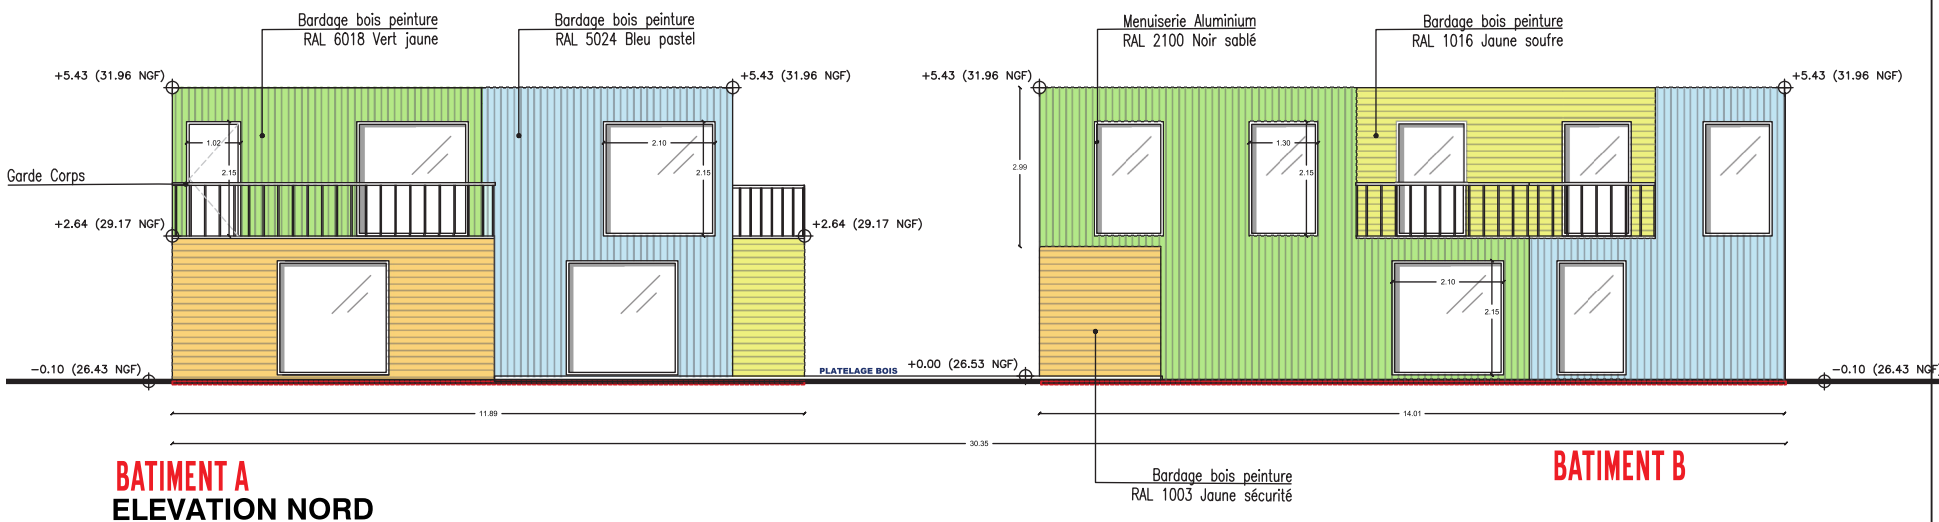 Bardage bois peinture
RAL 6018 Vert jaune
Bardage bois peinture
RAL 5024 Bleu pastel
Menuiserie Aluminium
RAL 2100 Noir sablé
Bardage bois peinture
RAL 1016 Jaune soufre
+5.43 (31.96 NGF)
+5.43 (31.96 NGF)
+5.43 (31.96 NGF)
+5.43 (31.96 NGF)
1.02
2.15
2.10
2.15
2.99
1.30
2.15
Garde Corps
+2.64 (29.17 NGF)
+2.64 (29.17 NGF)
2.10
2.15
-0.10 (26.43 NGF)
PLATELAGE BOIS
+0.00 (26.53 NGF)
-0.10 (26.43 NGF)
11.89
14.01
30.35
BATIMENT A
ELEVATION NORD
BATIMENT B
Bardage bois peinture
RAL 1003 Jaune sécurité